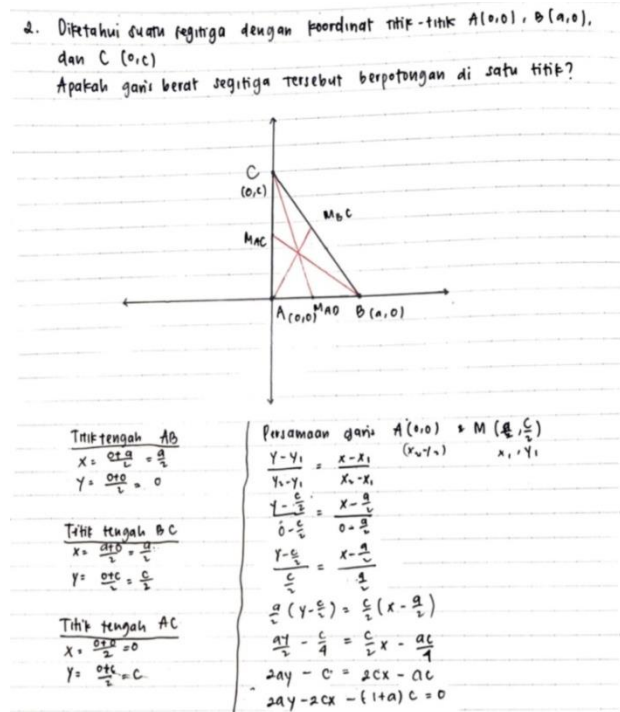 2. Diketahui suatu segitiga dengan koordinat titik-titik A(0,0), B(a,0),
dan C (0,c)
Apakah garis berat segitiga tersebut berpotongan di satu titik?
C
(0,c)
M_BC
M_AC
A(0,0) M_AD B(a,0)
Titik tengah AB
x = (0+a)/2 = a/2
y = (0+0)/2 = 0
Titik tengah BC
x = (a+0)/2 = a/2
y = (0+c)/2 = c/2
Titik tengah AC
x = (0+0)/2 = 0
y = (0+c)/2 = C
Persamaan garis A(0,0) & M (a/2, c/2)
(x₂,y₂) x₁, y₁
(y-y₁)/(y₂-y₁) = (x-x₁)/(x₂-x₁)
(y-c/2)/(0-c/2) = (x-a/2)/(0-a/2)
(y-c/2)/(c/2) = (x-a/2)/(a/2)
a/2 (y-c/2) = c/2 (x-a/2)
ay/2 - c/4 = c/2 x - ac/4
2ay - c = 2cx - ac
2ay - 2cx - (1+a) c = 0